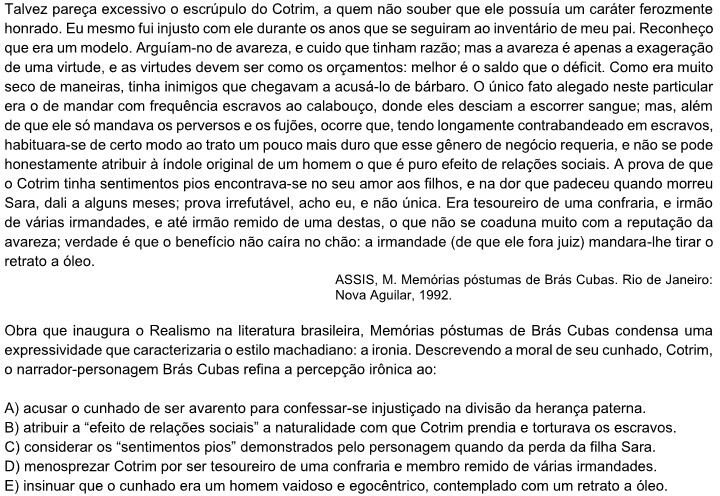 Talvez pareça excessivo o escrúpulo do Cotrim, a quem não souber que ele possuía um caráter ferozmente
honrado. Eu mesmo fui injusto com ele durante os anos que se seguiram ao inventário de meu pai. Reconheço
que era um modelo. Arguíam-no de avareza, e cuido que tinham razão; mas a avareza é apenas a exageração
de uma virtude, e as virtudes devem ser como os orçamentos: melhor é o saldo que o déficit. Como era muito
seco de maneiras, tinha inimigos que chegavam a acusá-lo de bárbaro. O único fato alegado neste particular
era o de mandar com frequência escravos ao calabouço, donde eles desciam a escorrer sangue; mas, além
de que ele só mandava os perversos e os fujões, ocorre que, tendo longamente contrabandeado em escravos,
habituara-se de certo modo ao trato um pouco mais duro que esse gênero de negócio requeria, e não se pode
honestamente atribuir à índole original de um homem o que é puro efeito de relações sociais. A prova de que
o Cotrim tinha sentimentos pios encontrava-se no seu amor aos filhos, e na dor que padeceu quando morreu
Sara, dali a alguns meses; prova irrefutável, acho eu, e não única. Era tesoureiro de uma confraria, e irmão
de várias irmandades, e até irmão remido de uma destas, o que não se coaduna muito com a reputação da
avareza; verdade é que o benefício não caíra no chão: a irmandade (de que ele fora juiz) mandara-lhe tirar o
retrato a óleo.
ASSIS, M. Memórias póstumas de Brás Cubas. Rio de Janeiro:
Nova Aguilar, 1992.
Obra que inaugura o Realismo na literatura brasileira, Memórias póstumas de Brás Cubas condensa uma
expressividade que caracterizaria o estilo machadiano: a ironia. Descrevendo a moral de seu cunhado, Cotrim,
o narrador-personagem Brás Cubas refina a percepção irônica ao:
A) acusar o cunhado de ser avarento para confessar-se injustiçado na divisão da herança paterna.
B) atribuir a “efeito de relações sociais” a naturalidade com que Cotrim prendia e torturava os escravos.
C) considerar os “sentimentos pios” demonstrados pelo personagem quando da perda da filha Sara.
D) menosprezar Cotrim por ser tesoureiro de uma confraria e membro remido de várias irmandades.
E) insinuar que o cunhado era um homem vaidoso e egocêntrico, contemplado com um retrato a óleo.